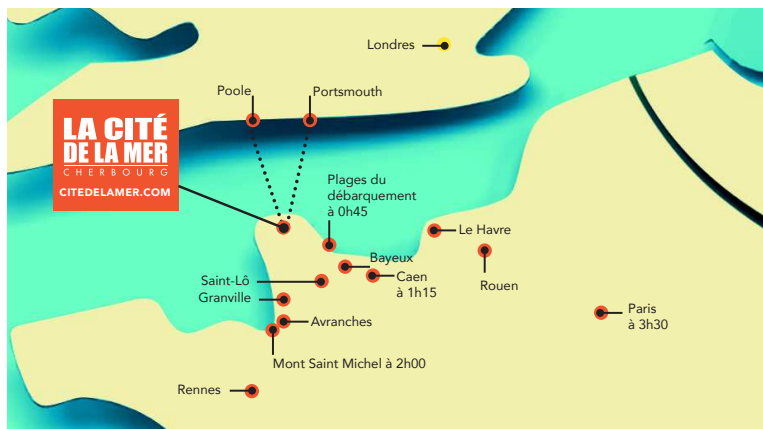 Londres
Poole
Portsmouth
LA CITÉ
DE LA MER
CHERBOURG
CITEDELAMER.COM
Plages du
débarquement
à 0h45
Le Havre
Bayeux
Caen
à 1h15
Rouen
Saint-Lô
Granville
Paris
à 3h30
Avranches
Mont Saint Michel à 2h00
Rennes